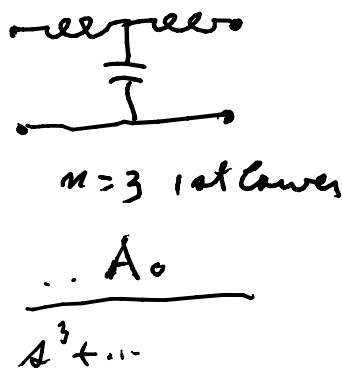 n = 3 1st Cauer
.. A₀
s³ + ...